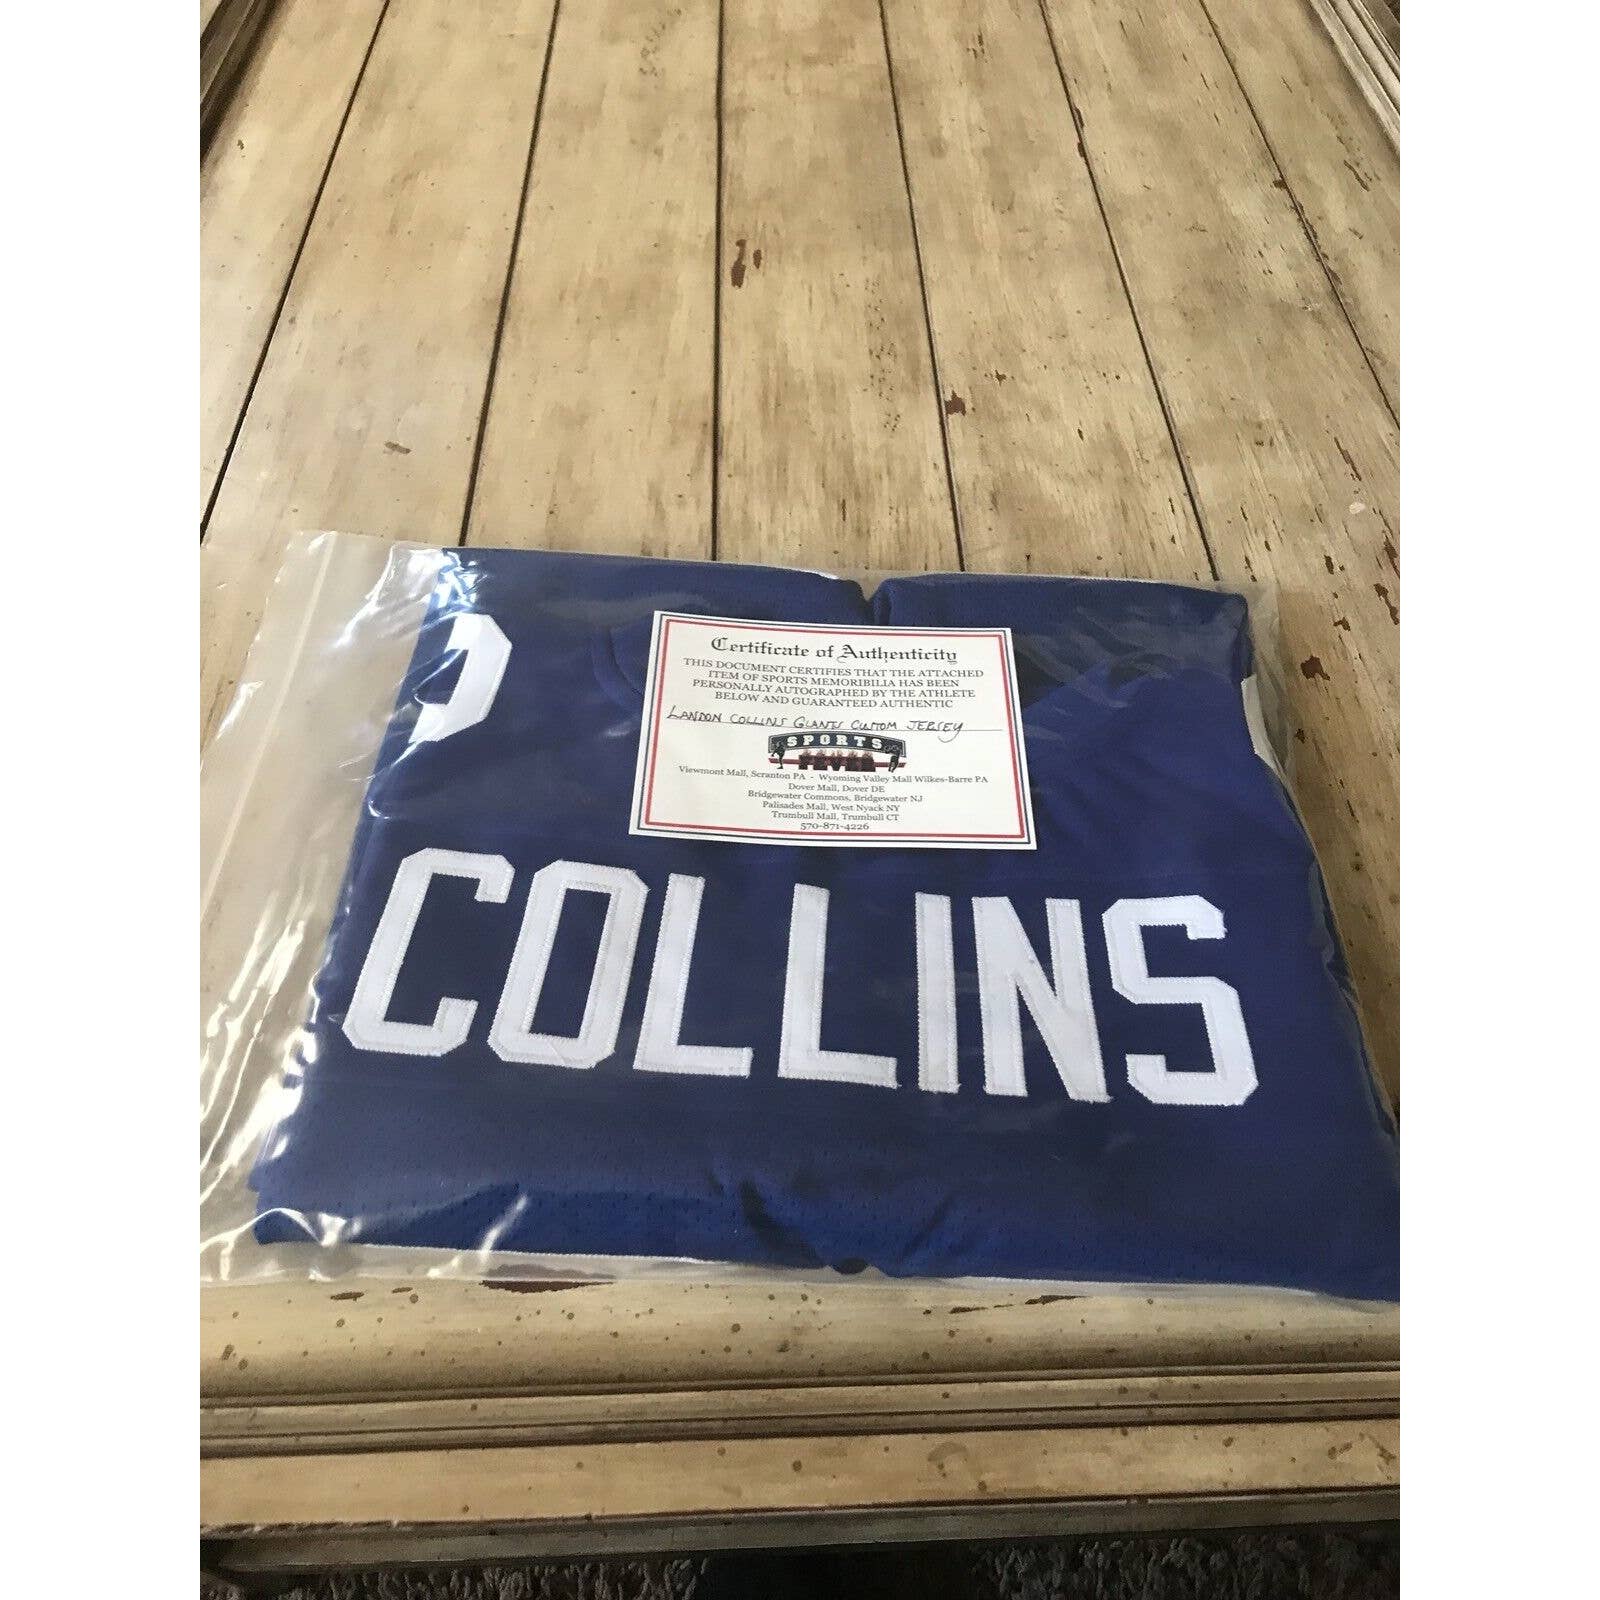 Certificate of Authenticity
THIS DOCUMENT CERTIFIES THAT THE ATTACHED
ITEM OF SPORTS MEMORIBILIA HAS BEEN
PERSONALLY AUTOGRAPHED BY THE ATHLETE
BELOW AND GUARANTEED AUTHENTIC
LANDON COLLINS GIANTS CUSTOM JERSEY
SPORTS
FEVER
Viewmont Mall, Scranton PA - Wyoming Valley Mall Wilkes-Barre PA
Dover Mall, Dover DE
Bridgewater Commons, Bridgewater NJ
Palisades Mall, West Nyack NY
Trumbull Mall, Trumbull CT
570-871-4226
COLLINS